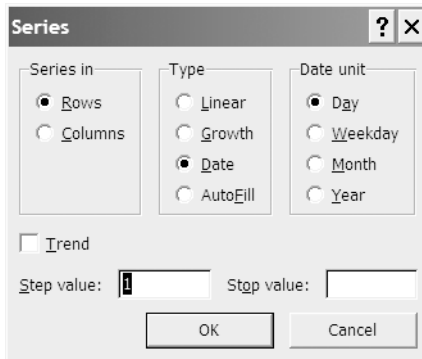 Series ? ×
Series in
Rows
Columns
Type
Linear
Growth
Date
AutoFill
Date unit
Day
Weekday
Month
Year
Trend
Step value: 1
Stop value:
OK
Cancel